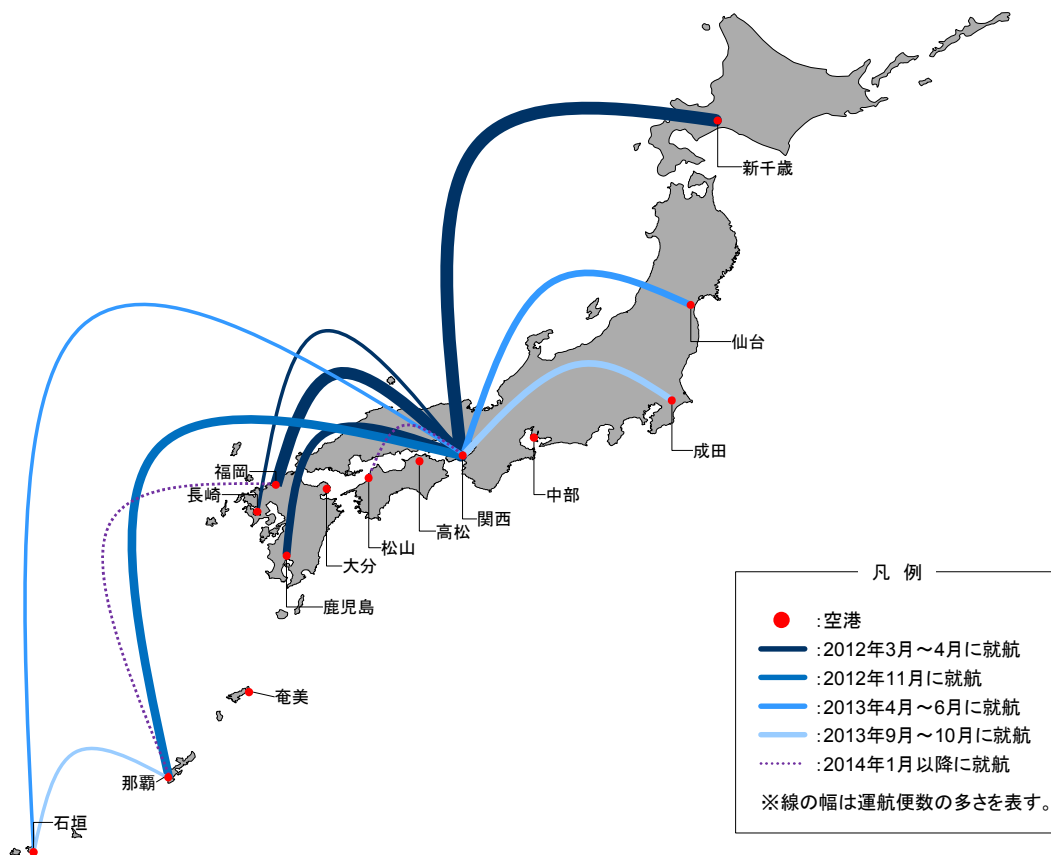 新千歳
仙台
成田
中部
関西
高松
松山
大分
福岡
長崎
鹿児島
奄美
那覇
石垣
凡 例
:空港
:2012年3月～4月に就航
:2012年11月に就航
:2013年4月～6月に就航
:2013年9月～10月に就航
:2014年1月以降に就航
※線の幅は運航便数の多さを表す。